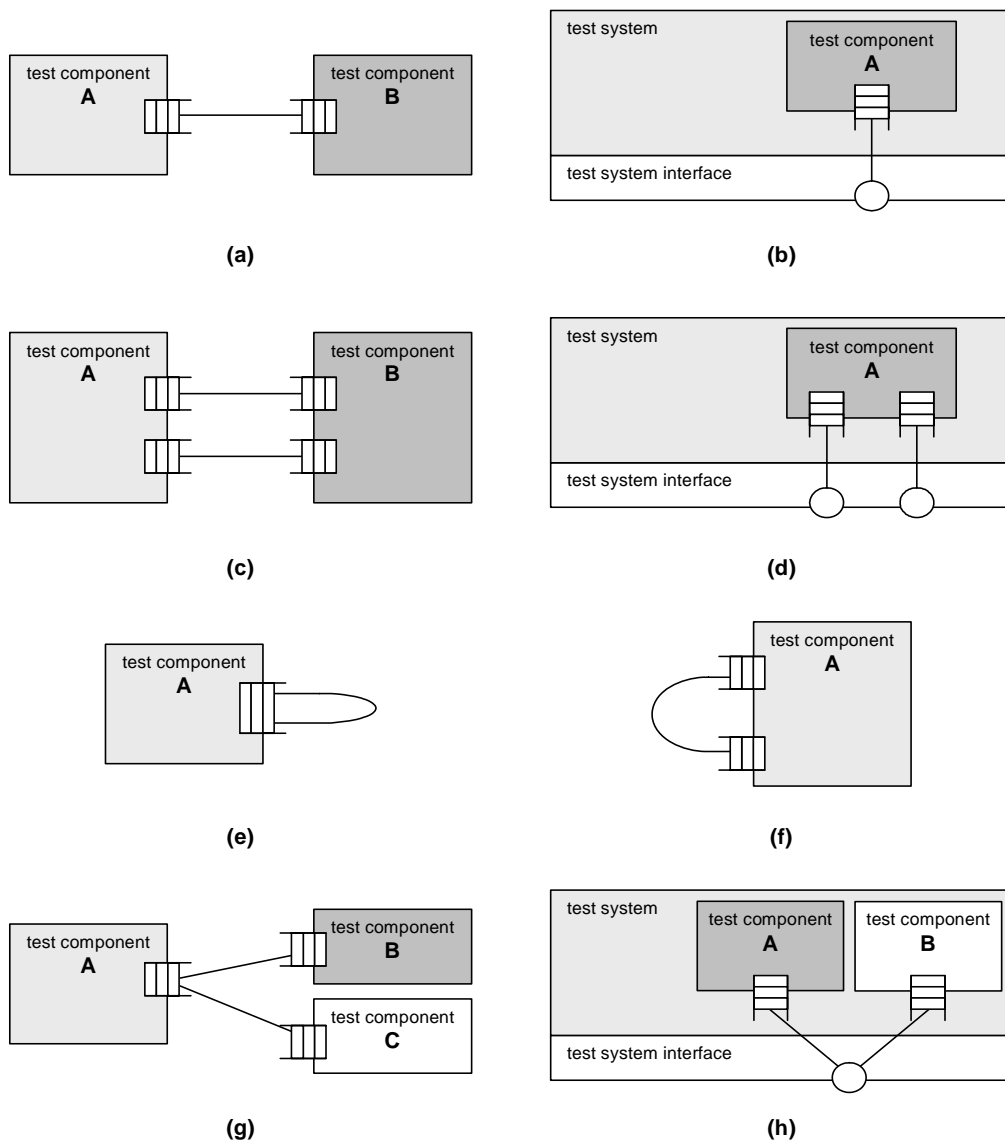 test component
A
test component
B
(a)
test system
test component
A
test system interface
(b)
test component
A
test component
B
(c)
test system
test component
A
test system interface
(d)
test component
A
(e)
test component
A
(f)
test component
A
test component
B
test component
C
(g)
test system
test component
A
test component
B
test system interface
(h)